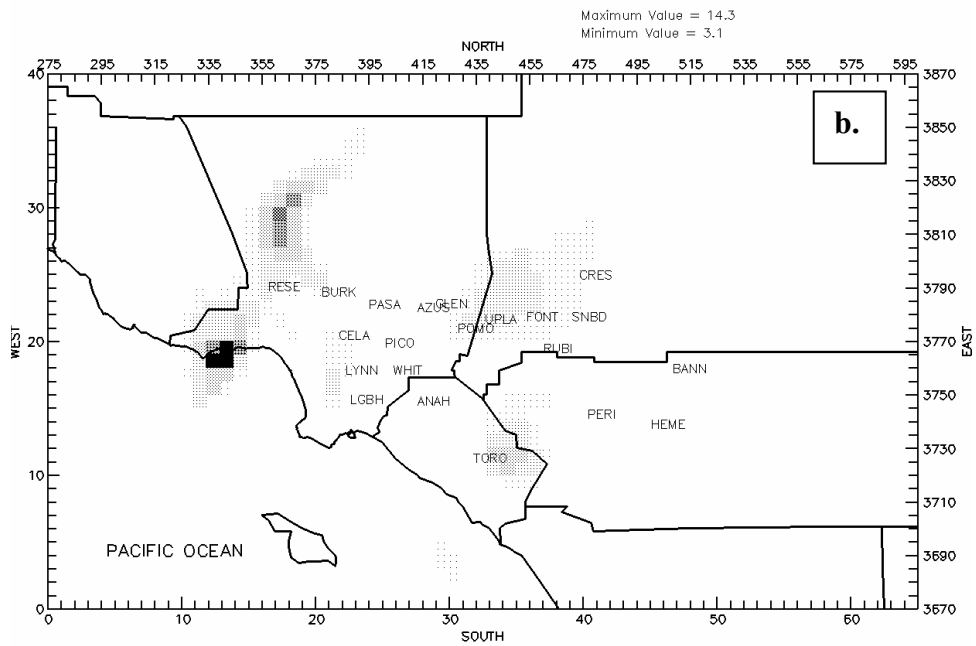 Maximum Value = 14.3
Minimum Value = 3.1
NORTH
275 295 315 335 355 375 395 415 435 455 475 495 515 535 555 575 595
40 3870
b.
3850
3830
30
3810
CRES
RESE BURK 3790
PASA AZUS GLEN
UPLA FONT SNBD
POMO
CELA PICO
WEST 20 RUBI 3770 EAST
LYNN WHIT BANN
LGBH ANAH 3750
PERI HEME
TORO 3730
10
3710
PACIFIC OCEAN 3690
0 3670
0 10 20 30 40 50 60
SOUTH